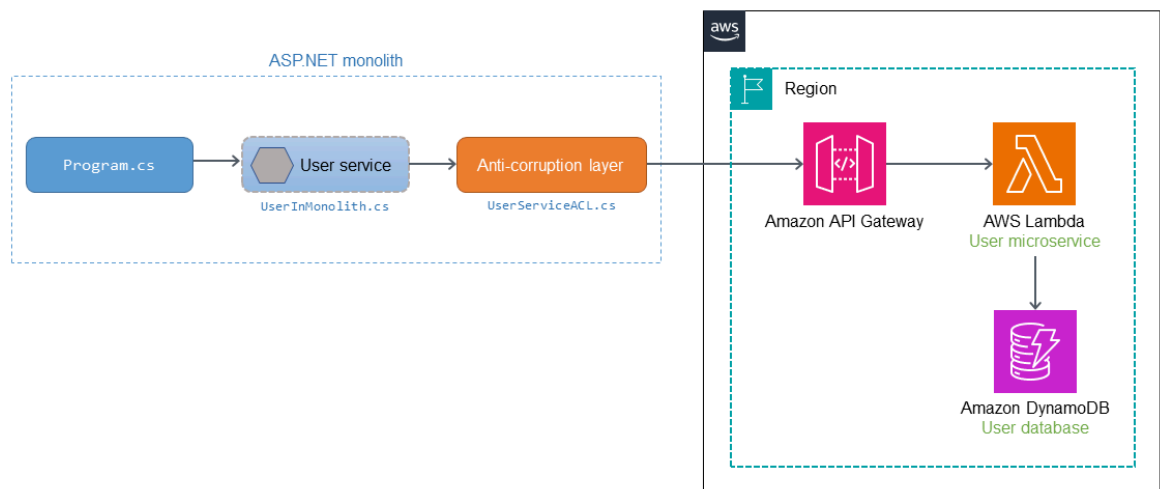 aws
ASP.NET monolith
Region
Program.cs
User service
Anti-corruption layer
UserInMonolith.cs
UserServiceACL.cs
</>
Amazon API Gateway
AWS Lambda
User microservice
Amazon DynamoDB
User database